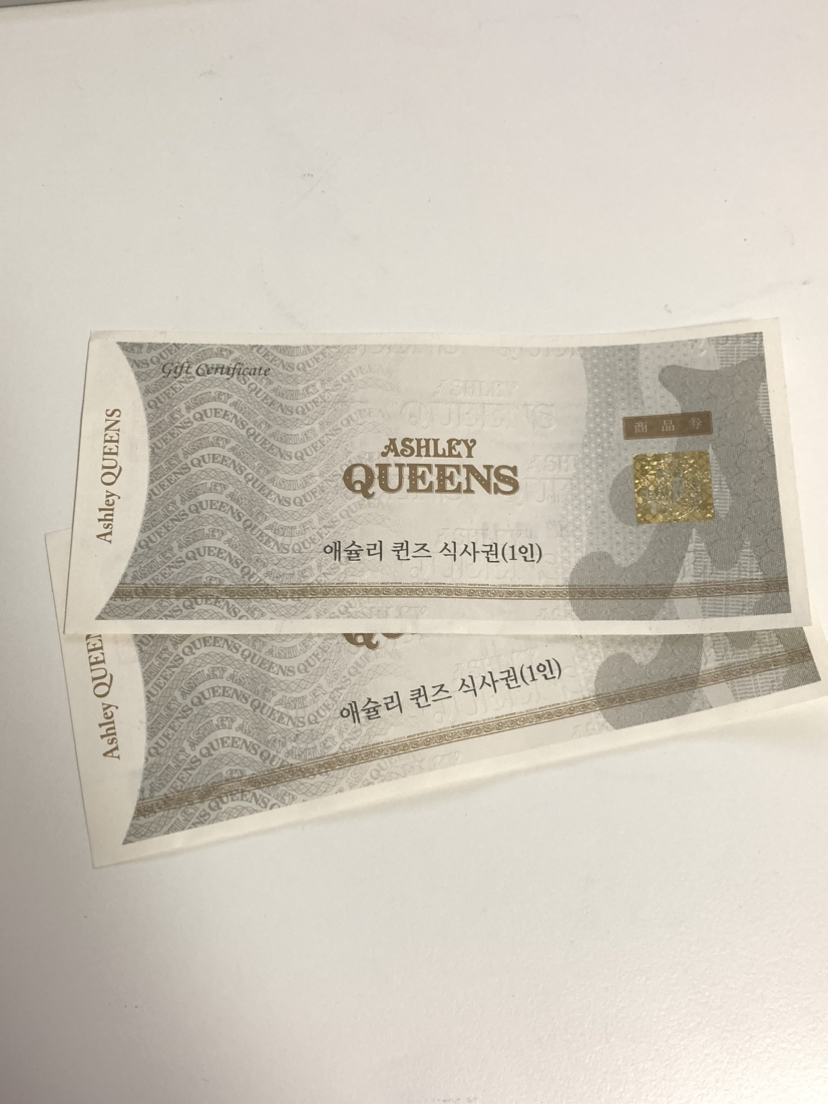 Gift Certificate
Ashley QUEENS
ASHLEY
QUEENS
애슐리 퀸즈 식사권(1인)
商品券
Ashley QUEEN
애슐리 퀸즈 식사권(1인)